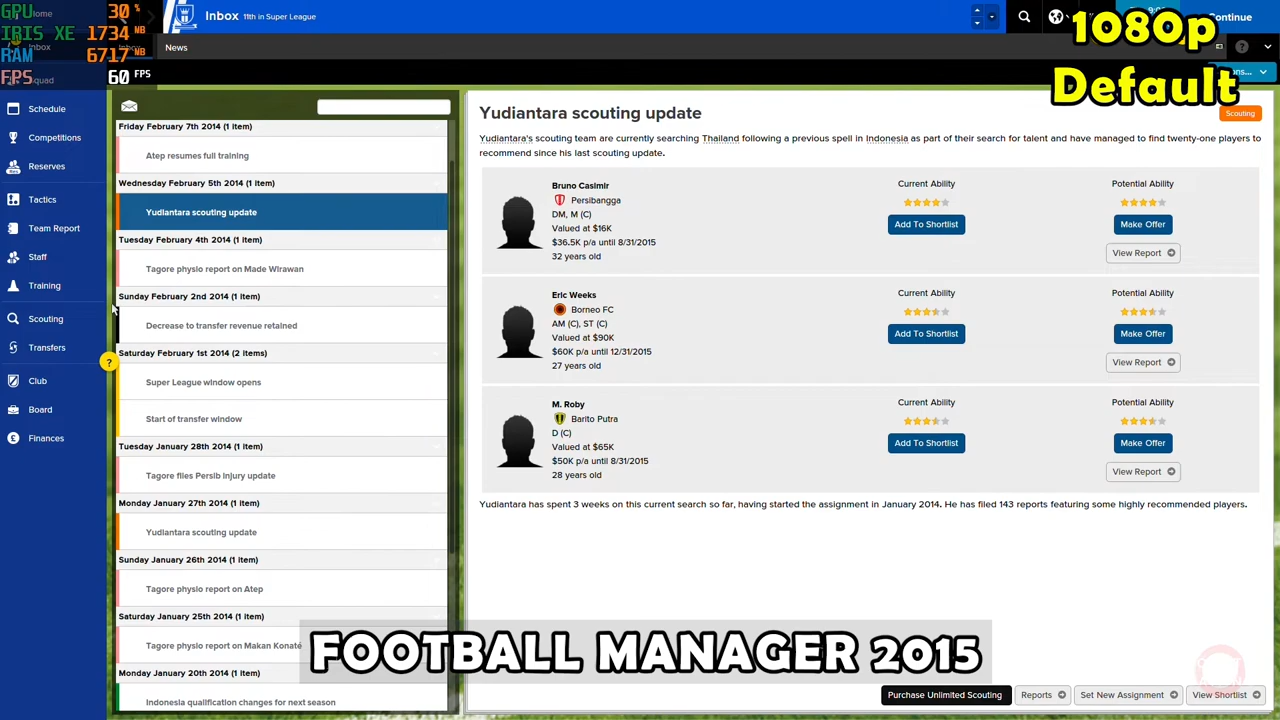 GPU 30 %
IRIS XE 1734 MB
RAM 6717 MB
FPS 60 FPS
Home
Inbox
Squad
Schedule
Competitions
Reserves
Tactics
Team Report
Staff
Training
Scouting
Transfers
Club
Board
Finances
Inbox 11th in Super League
Continue
News
1080p
Default
Friday February 7th 2014 (1 item)
Atep resumes full training
Wednesday February 5th 2014 (1 item)
Yudiantara scouting update
Tuesday February 4th 2014 (1 item)
Tagore physio report on Made Wirawan
Sunday February 2nd 2014 (1 item)
Decrease to transfer revenue retained
Saturday February 1st 2014 (2 items)
?
Super League window opens
Start of transfer window
Tuesday January 28th 2014 (1 item)
Tagore files Persib injury update
Monday January 27th 2014 (1 item)
Yudiantara scouting update
Sunday January 26th 2014 (1 item)
Tagore physio report on Atep
Saturday January 25th 2014 (1 item)
Tagore physio report on Makan Konaté
Monday January 20th 2014 (1 item)
Indonesia qualification changes for next season
Yudiantara scouting update
Scouting
Yudiantara's scouting team are currently searching Thailand following a previous spell in Indonesia as part of their search for talent and have managed to find twenty-one players to
recommend since his last scouting update.
Bruno Casimir
Persibangga
DM, M (C)
Valued at $16K
$36.5K p/a until 8/31/2015
32 years old
Current Ability
Add To Shortlist
Potential Ability
Make Offer
View Report
Eric Weeks
Borneo FC
AM (C), ST (C)
Valued at $90K
$60K p/a until 12/31/2015
27 years old
Current Ability
Add To Shortlist
Potential Ability
Make Offer
View Report
M. Roby
Barito Putra
D (C)
Valued at $65K
$50K p/a until 8/31/2015
28 years old
Current Ability
Add To Shortlist
Potential Ability
Make Offer
View Report
Yudiantara has spent 3 weeks on this current search so far, having started the assignment in January 2014. He has filed 143 reports featuring some highly recommended players.
FOOTBALL MANAGER 2015
Purchase Unlimited Scouting
Reports
Set New Assignment
View Shortlist